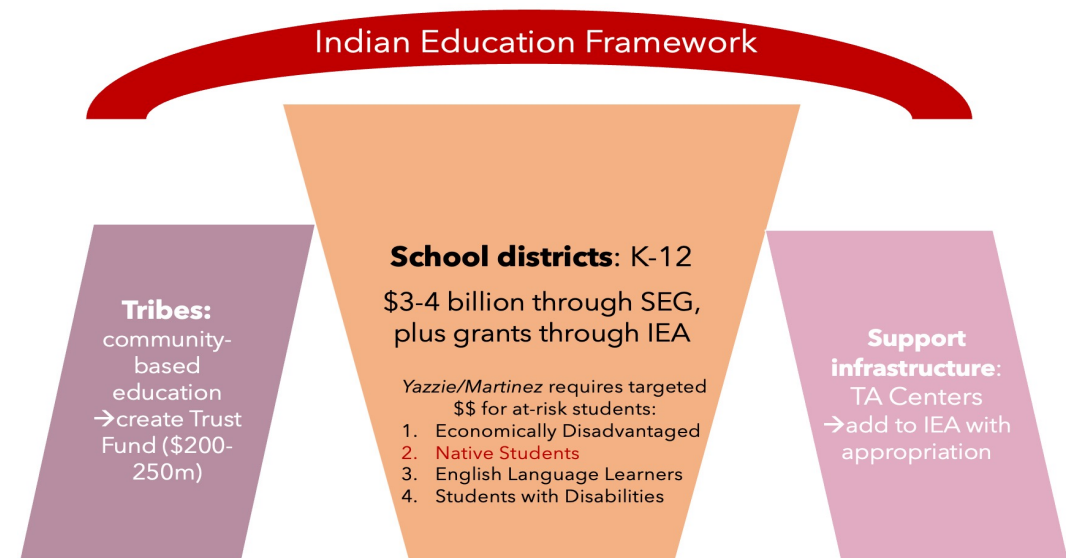 Indian Education Framework
Tribes:
community-
based
education
→create Trust
Fund ($200-
250m)
School districts: K-12
$3-4 billion through SEG,
plus grants through IEA
Yazzie/Martinez requires targeted
$$ for at-risk students:
1. Economically Disadvantaged
2. Native Students
3. English Language Learners
4. Students with Disabilities
Support
infrastructure:
TA Centers
→add to IEA with
appropriation